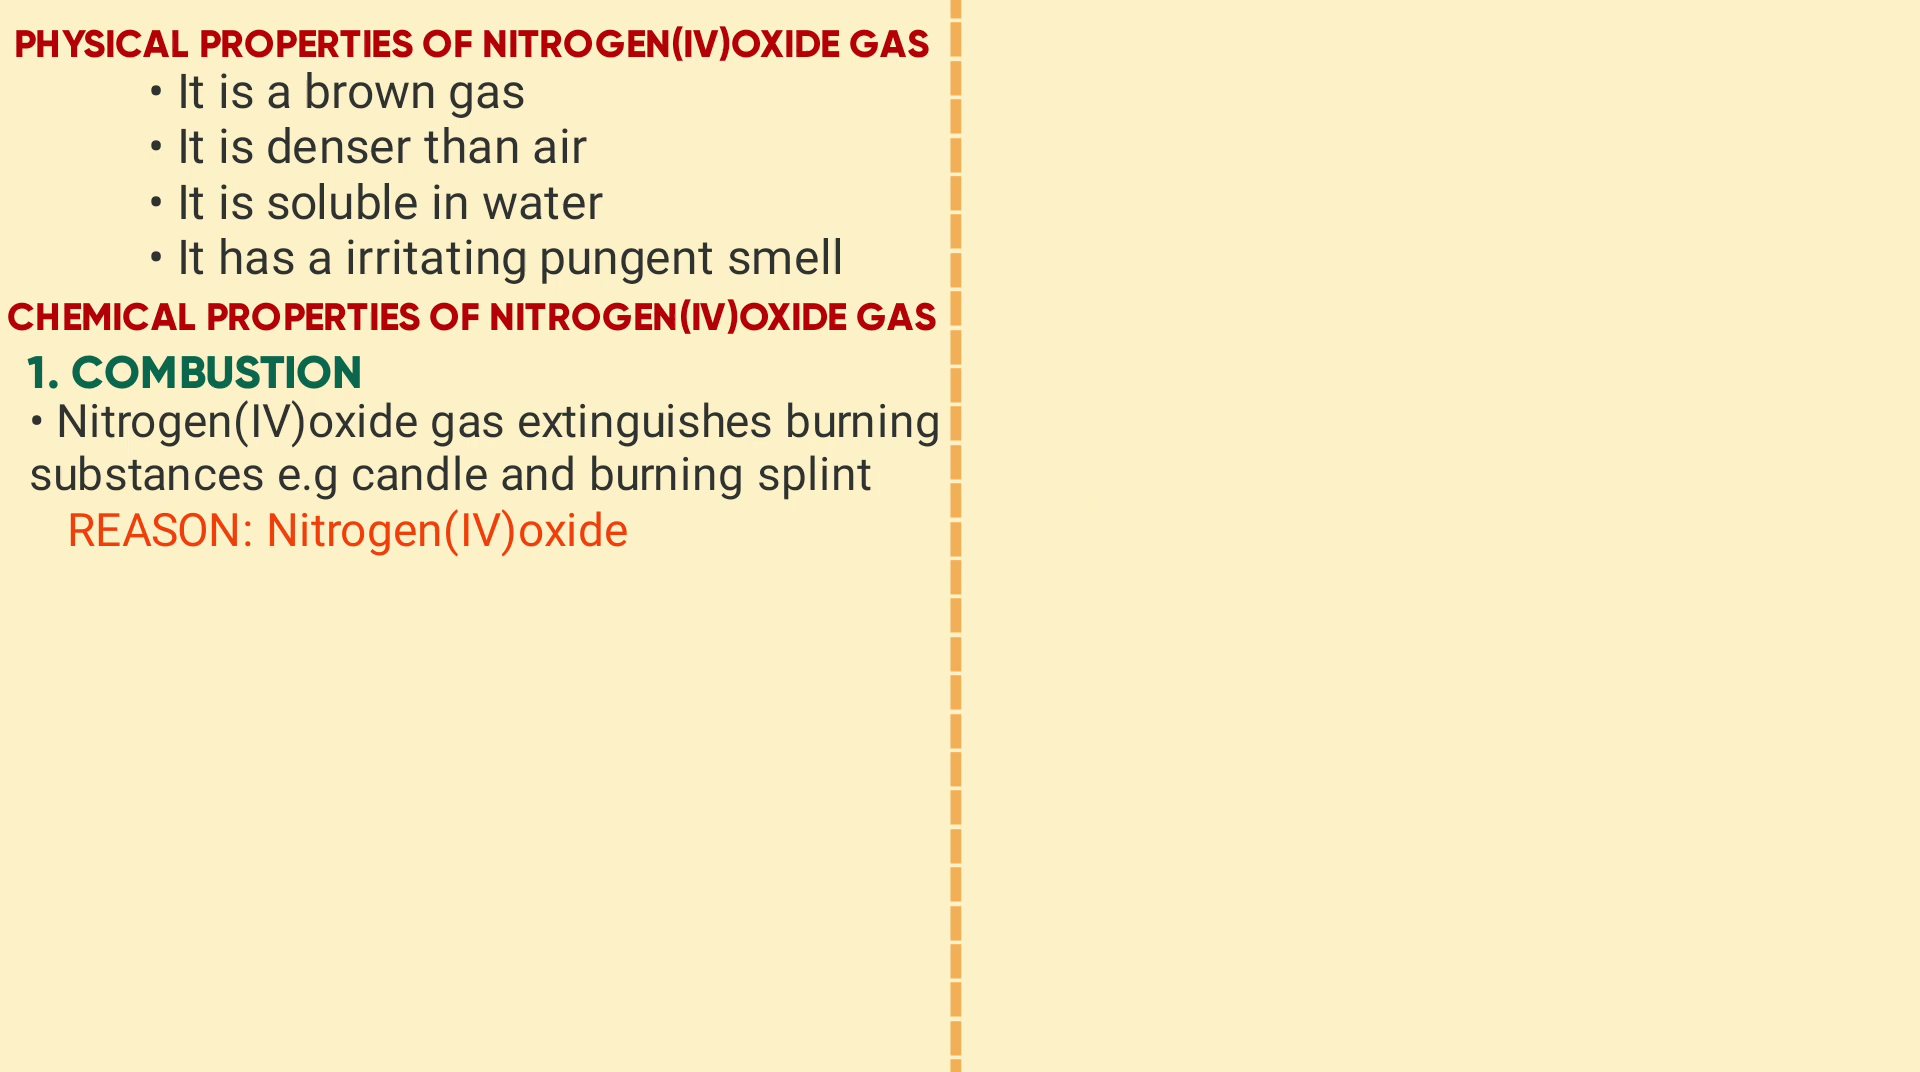 PHYSICAL PROPERTIES OF NITROGEN(IV)OXIDE GAS
• It is a brown gas
• It is denser than air
• It is soluble in water
• It has a irritating pungent smell
CHEMICAL PROPERTIES OF NITROGEN(IV)OXIDE GAS
1. COMBUSTION
• Nitrogen(IV)oxide gas extinguishes burning
substances e.g candle and burning splint
REASON: Nitrogen(IV)oxide